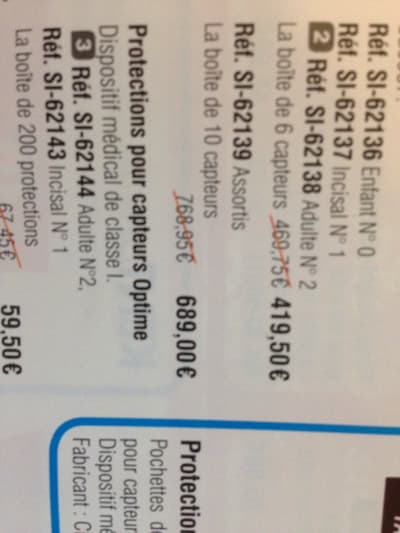 Réf. SI-62136 Enfant N° 0
Réf. SI-62137 Incisal N° 1
2 Réf. SI-62138 Adulte N° 2
La boîte de 6 capteurs 469,75€ 419,50€
Réf. SI-62139 Assortis
La boîte de 10 capteurs
768,95€ 689,00€
Protections pour capteurs Optime
Dispositif médical de classe I.
3 Réf. SI-62144 Adulte N°2,
Réf. SI-62143 Incisal N° 1
La boîte de 200 protections
67,45€ 59,50€
Protection
Pochettes de
pour capteur
Dispositif mé
Fabricant : C